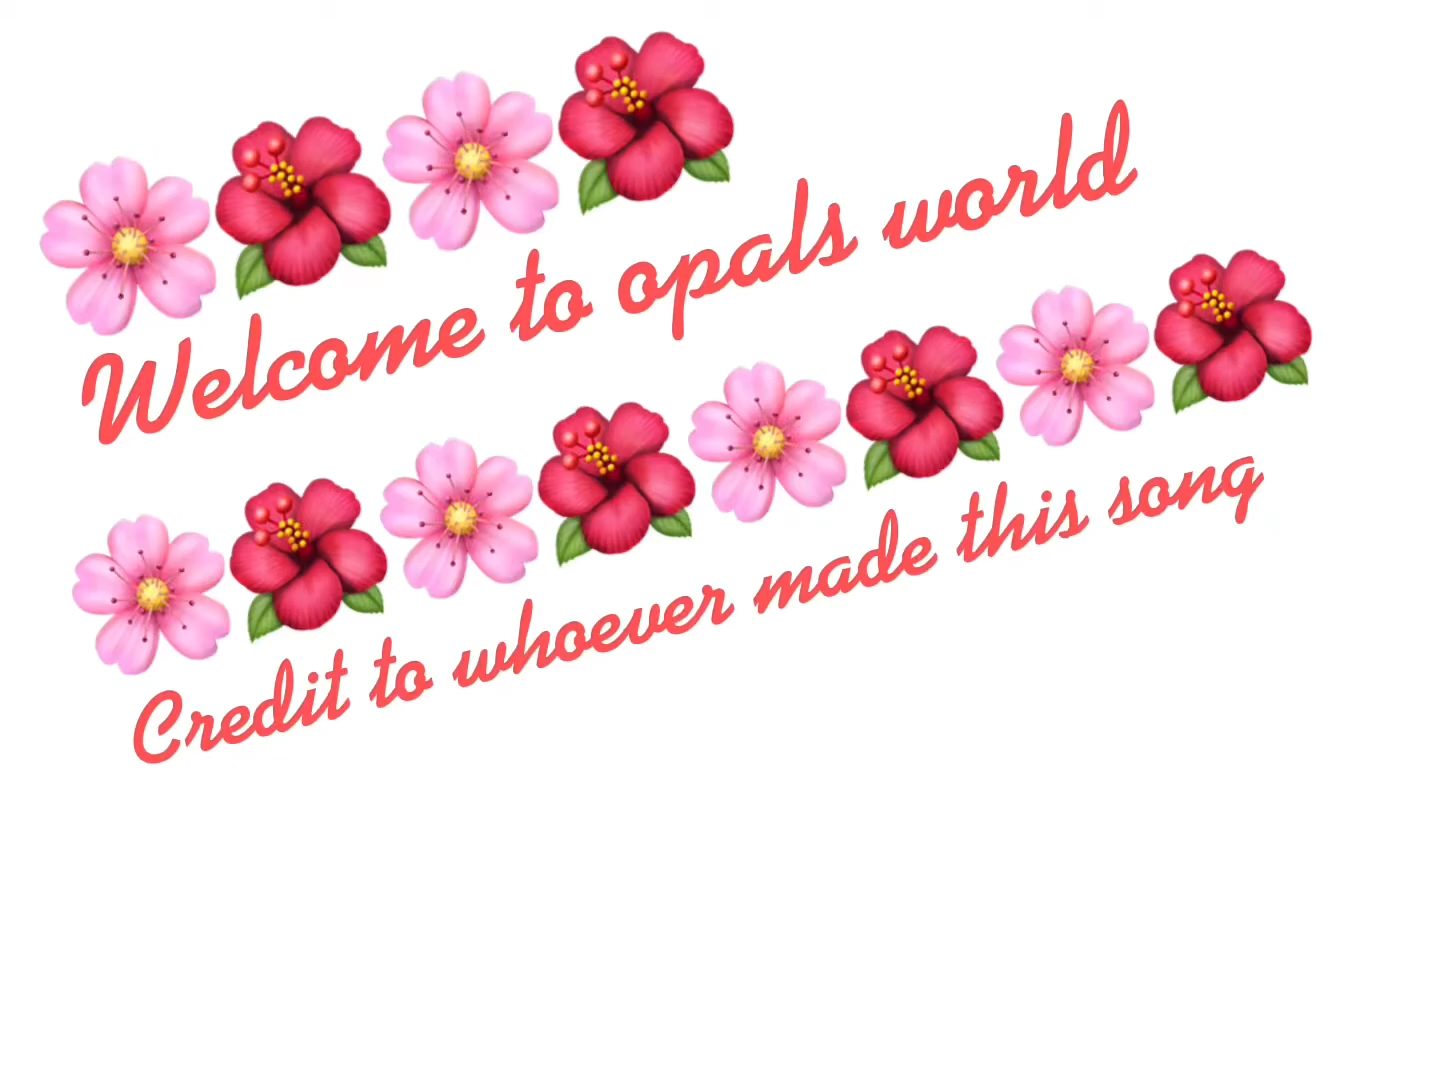 🌸🌺🌸🌺
Welcome to opals world
🌸🌺🌸🌺🌸🌺🌸🌺
Credit to whoever made this song